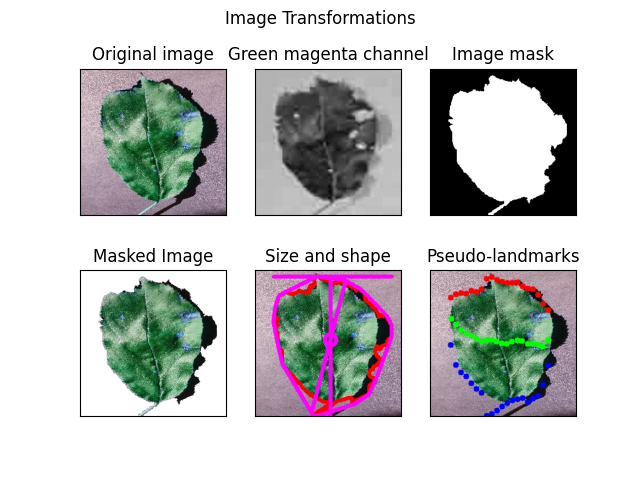 Image Transformations
Original image
Green magenta channel
Image mask
Masked Image
Size and shape
Pseudo-landmarks